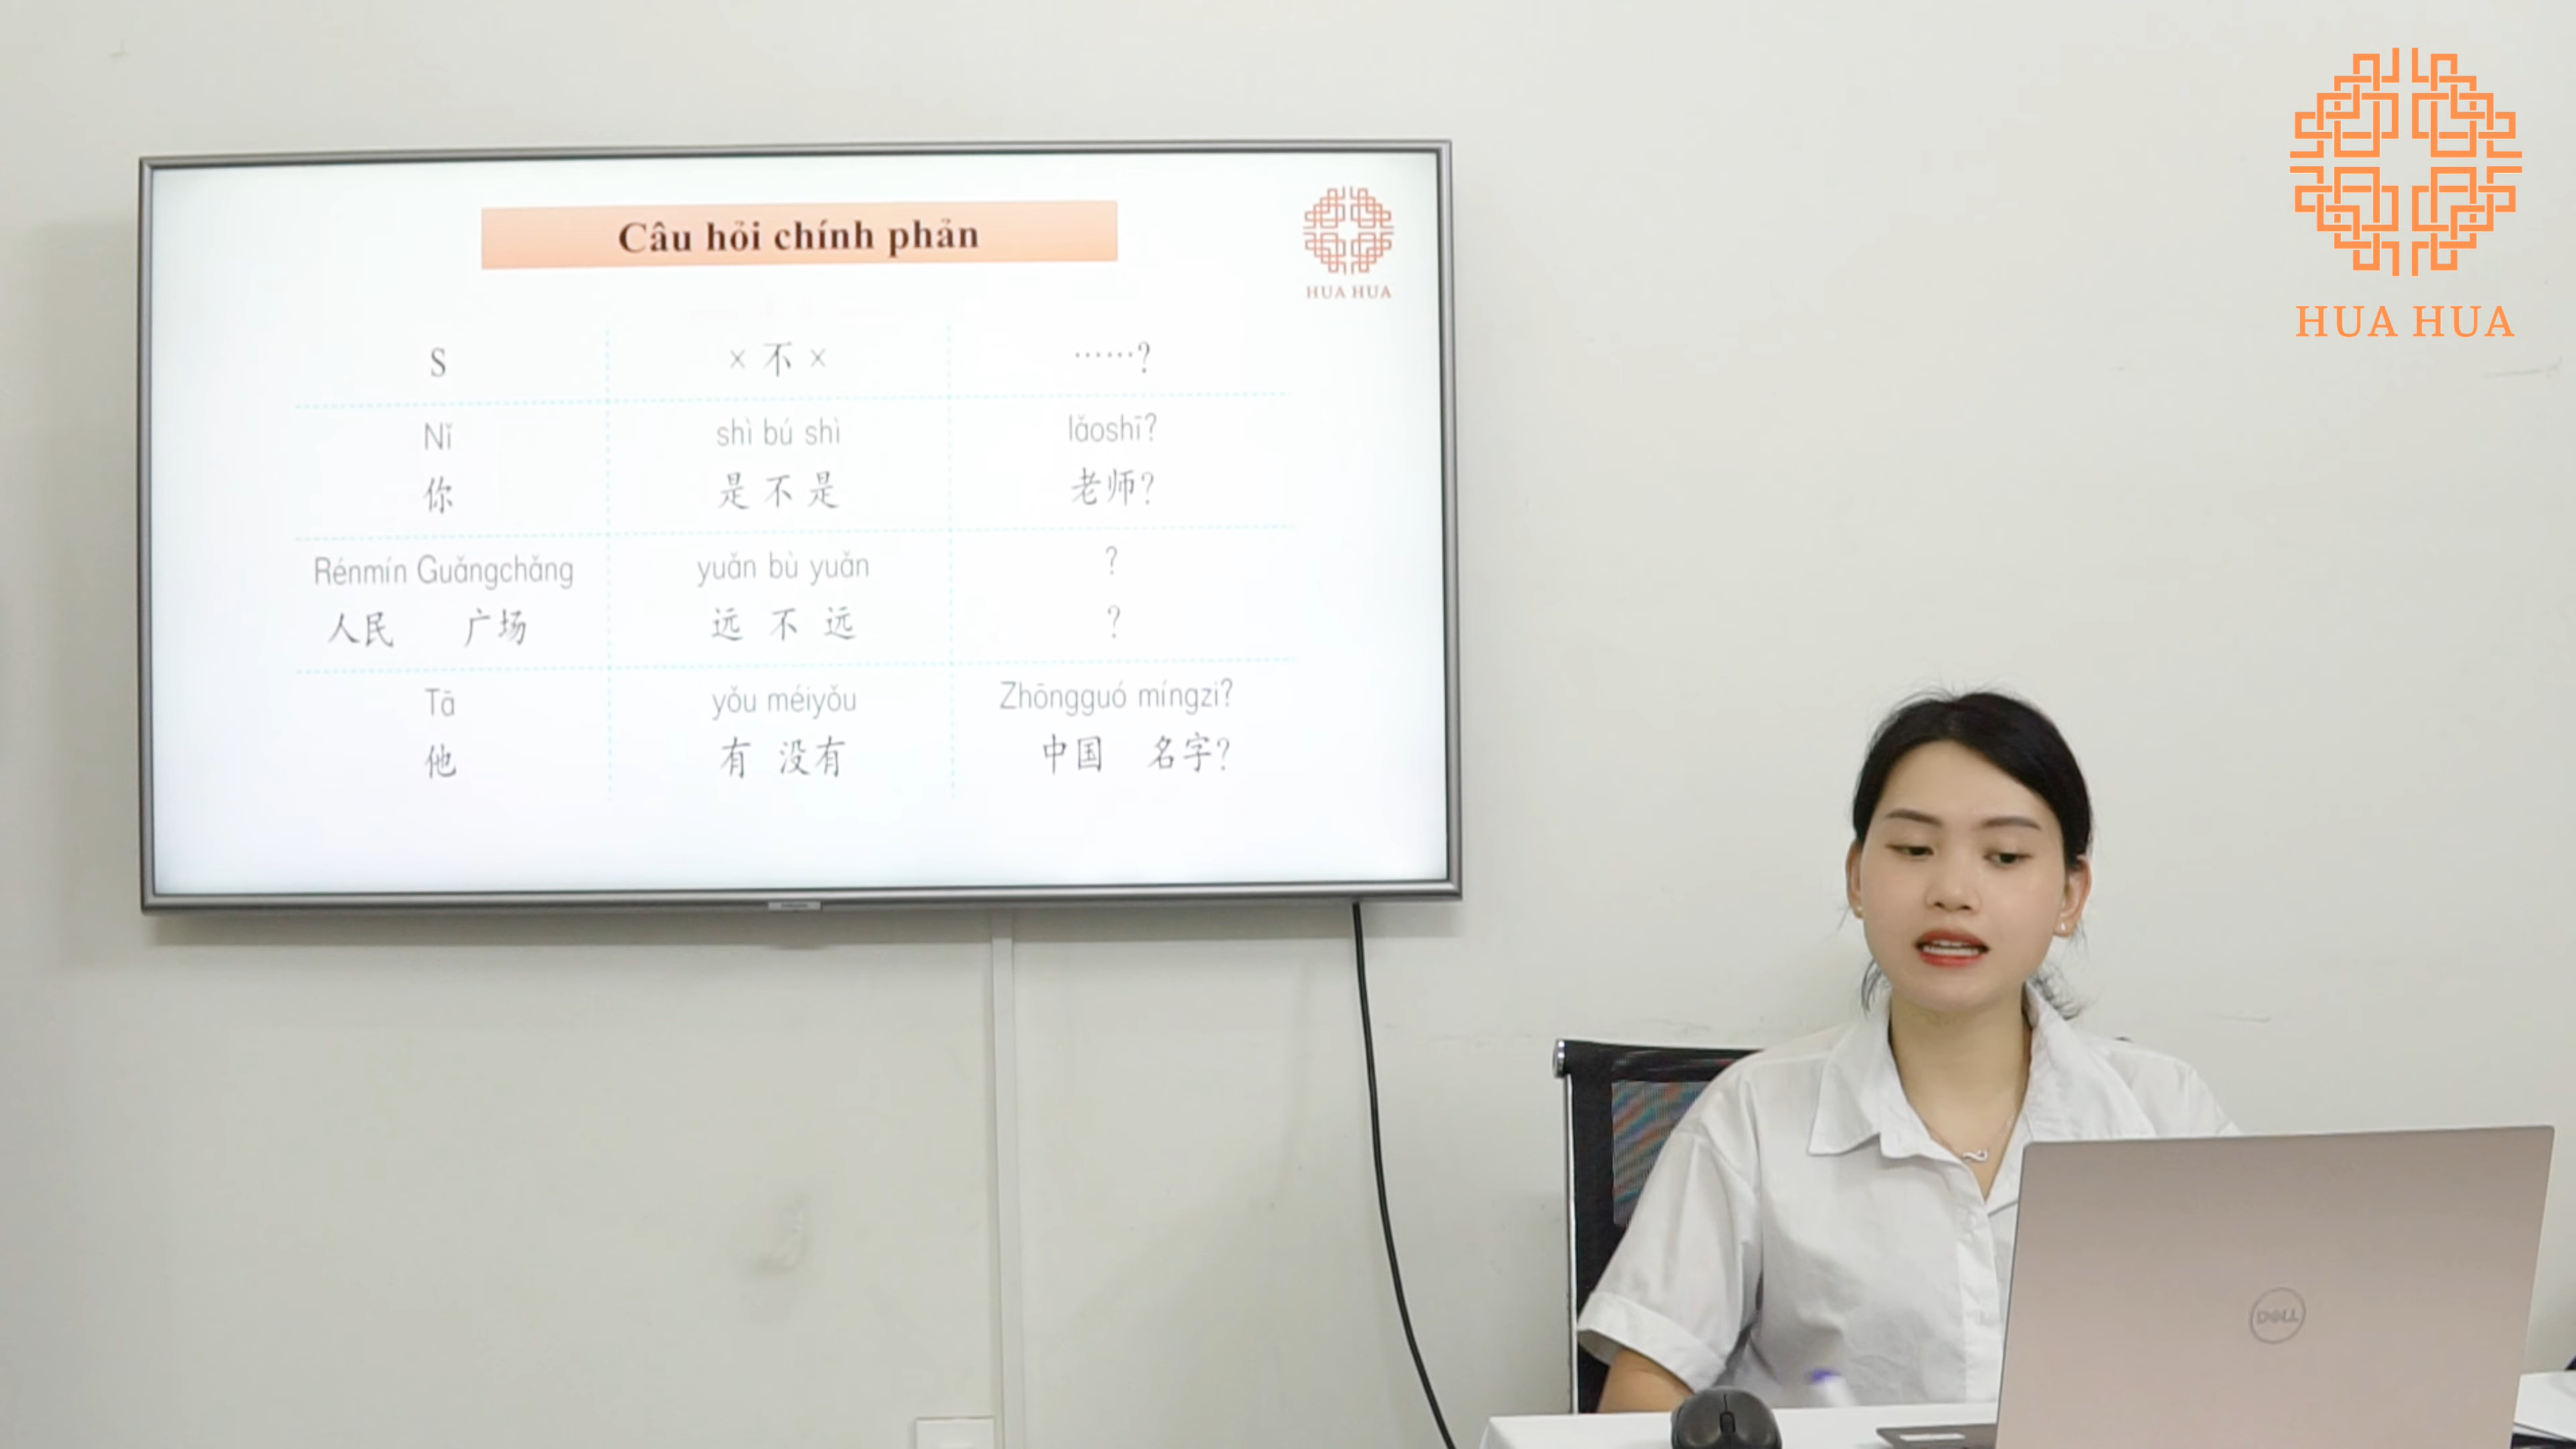 Câu hỏi chính phản
HUA HUA
HUA HUA
S × 不 × ……?
Nǐ shì bú shì lǎoshī?
你 是 不 是 老师?
Rénmín Guǎngchǎng yuǎn bù yuǎn ?
人民 广场 远 不 远 ?
Tā yǒu méiyǒu Zhōngguó míngzi?
他 有 没有 中国 名字?
DELL